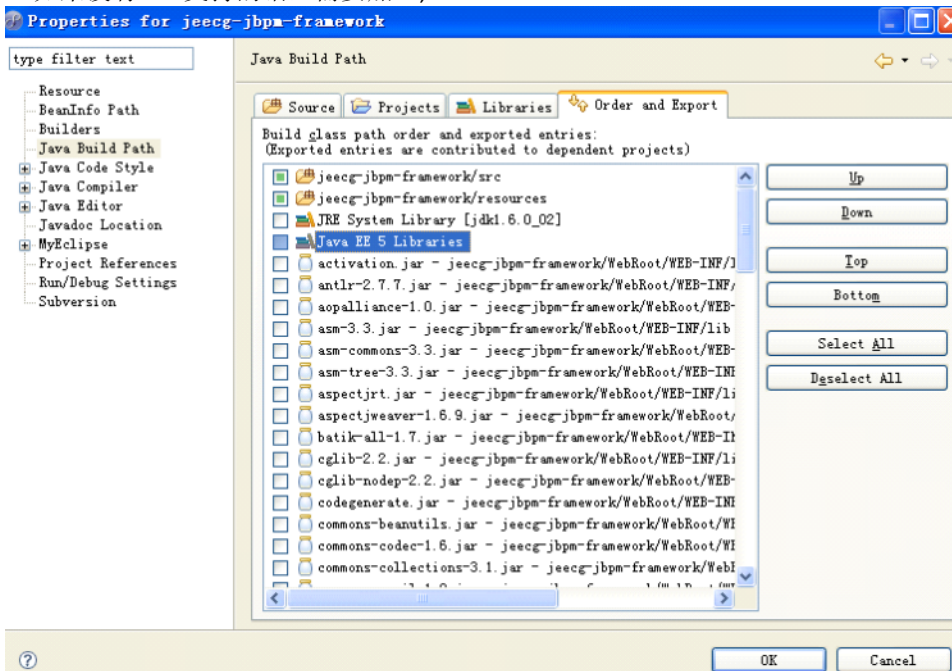 Properties for jeecg-jbpm-framework
type filter text
Resource
BeanInfo Path
Builders
Java Build Path
Java Code Style
Java Compiler
Java Editor
Javadoc Location
MyEclipse
Project References
Run/Debug Settings
Subversion
Java Build Path
Source Projects Libraries Order and Export
Build class path order and exported entries:
(Exported entries are contributed to dependent projects)
jeecg-jbpm-framework/src
jeecg-jbpm-framework/resources
JRE System Library [jdk1.6.0_02]
Java EE 5 Libraries
activation.jar - jeecg-jbpm-framework/WebRoot/WEB-INF/
antlr-2.7.7.jar - jeecg-jbpm-framework/WebRoot/WEB-INF/
aopalliance-1.0.jar - jeecg-jbpm-framework/WebRoot/WEB-
asm-3.3.jar - jeecg-jbpm-framework/WebRoot/WEB-INF/lib
asm-commons-3.3.jar - jeecg-jbpm-framework/WebRoot/WEB-
asm-tree-3.3.jar - jeecg-jbpm-framework/WebRoot/WEB-INF
aspectjrt.jar - jeecg-jbpm-framework/WebRoot/WEB-INF/li
aspectjweaver-1.6.9.jar - jeecg-jbpm-framework/WebRoot/
batik-all-1.7.jar - jeecg-jbpm-framework/WebRoot/WEB-IN
cglib-2.2.jar - jeecg-jbpm-framework/WebRoot/WEB-INF/li
cglib-nodep-2.2.jar - jeecg-jbpm-framework/WebRoot/WEB-
codegenerate.jar - jeecg-jbpm-framework/WebRoot/WEB-INF
commons-beanutils.jar - jeecg-jbpm-framework/WebRoot/WE
commons-codec-1.6.jar - jeecg-jbpm-framework/WebRoot/WE
commons-collections-3.1.jar - jeecg-jbpm-framework/Web
Up
Down
Top
Bottom
Select All
Deselect All
OK
Cancel